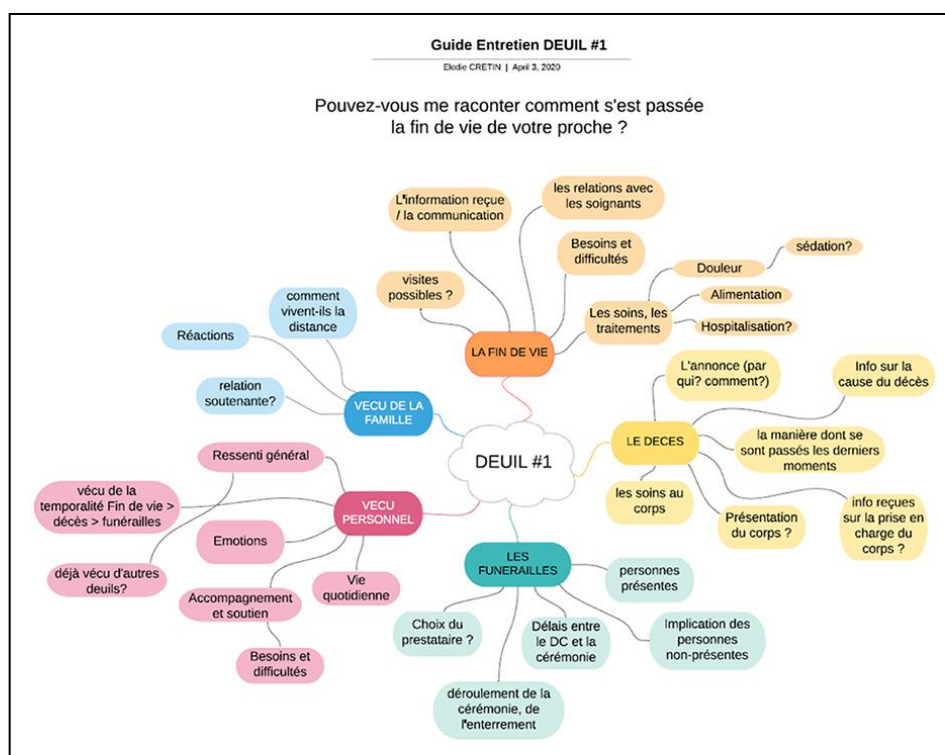 Guide Entretien DEUIL #1
Elodie CRETIN | April 3, 2020
Pouvez-vous me raconter comment s'est passée
la fin de vie de votre proche ?
L'information reçue
/ la communication
les relations avec
les soignants
Besoins et
difficultés
sédation?
Douleur
visites
possibles ?
Les soins, les
traitements
Alimentation
Hospitalisation?
LA FIN DE VIE
comment
vivent-ils la
distance
Réactions
relation
soutenante?
VECU DE LA
FAMILLE
L'annonce (par
qui? comment?)
Info sur la
cause du décès
LE DECES
la manière dont se
sont passés les derniers
moments
les soins au
corps
Présentation
du corps ?
info reçues
sur la prise en
charge du
corps ?
DEUIL #1
Ressenti général
vécu de la
temporalité Fin de vie >
décès > funérailles
VECU
PERSONNEL
Emotions
déjà vécu d'autres
deuils?
Accompagnement
et soutien
Vie
quotidienne
Besoins et
difficultés
LES
FUNERAILLES
personnes
présentes
Choix du
prestataire ?
Délais entre
le DC et la
cérémonie
Implication des
personnes
non-présentes
déroulement de la
cérémonie, de
l'enterrement